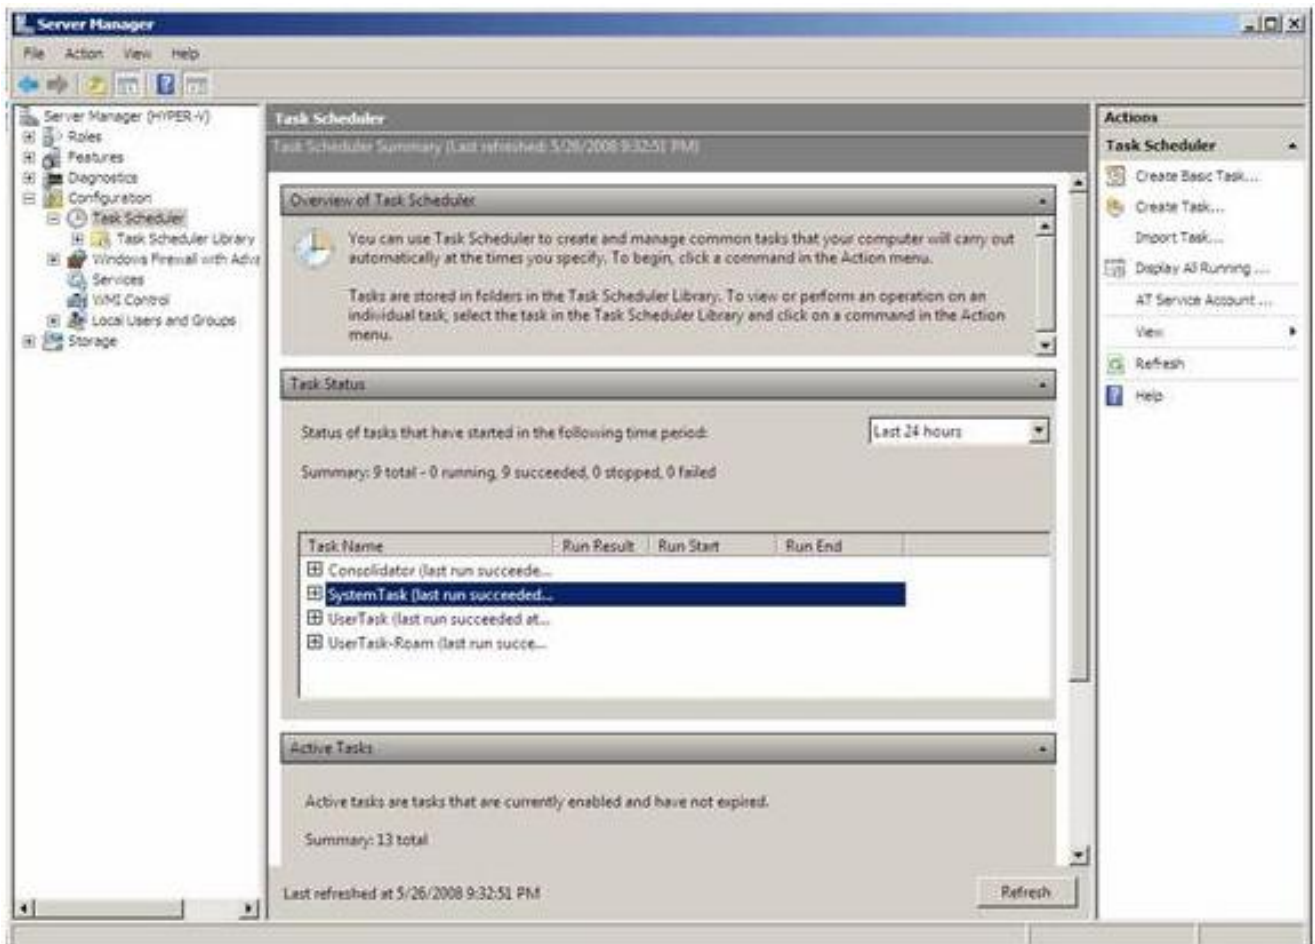 Server Manager
File Action View Help
Server Manager (HYPER-V)
Roles
Features
Diagnostics
Configuration
Task Scheduler
Task Scheduler Library
Windows Firewall with Adva
Services
WMI Control
Local Users and Groups
Storage
Task Scheduler
Task Scheduler Summary (Last refreshed: 5/26/2008 9:32:51 PM)
Overview of Task Scheduler
You can use Task Scheduler to create and manage common tasks that your computer will carry out
automatically at the times you specify. To begin, click a command in the Action menu.
Tasks are stored in folders in the Task Scheduler Library. To view or perform an operation on an
individual task, select the task in the Task Scheduler Library and click on a command in the Action
menu.
Task Status
Status of tasks that have started in the following time period:
Last 24 hours
Summary: 9 total - 0 running, 9 succeeded, 0 stopped, 0 failed
Task Name Run Result Run Start Run End
Consolidator (last run succeede...
SystemTask (last run succeeded...
UserTask (last run succeeded at...
UserTask-Roam (last run succe...
Active Tasks
Active tasks are tasks that are currently enabled and have not expired.
Summary: 13 total
Last refreshed at 5/26/2008 9:32:51 PM
Refresh
Actions
Task Scheduler
Create Basic Task...
Create Task...
Import Task...
Display All Running ...
AT Service Account ...
View
Refresh
Help